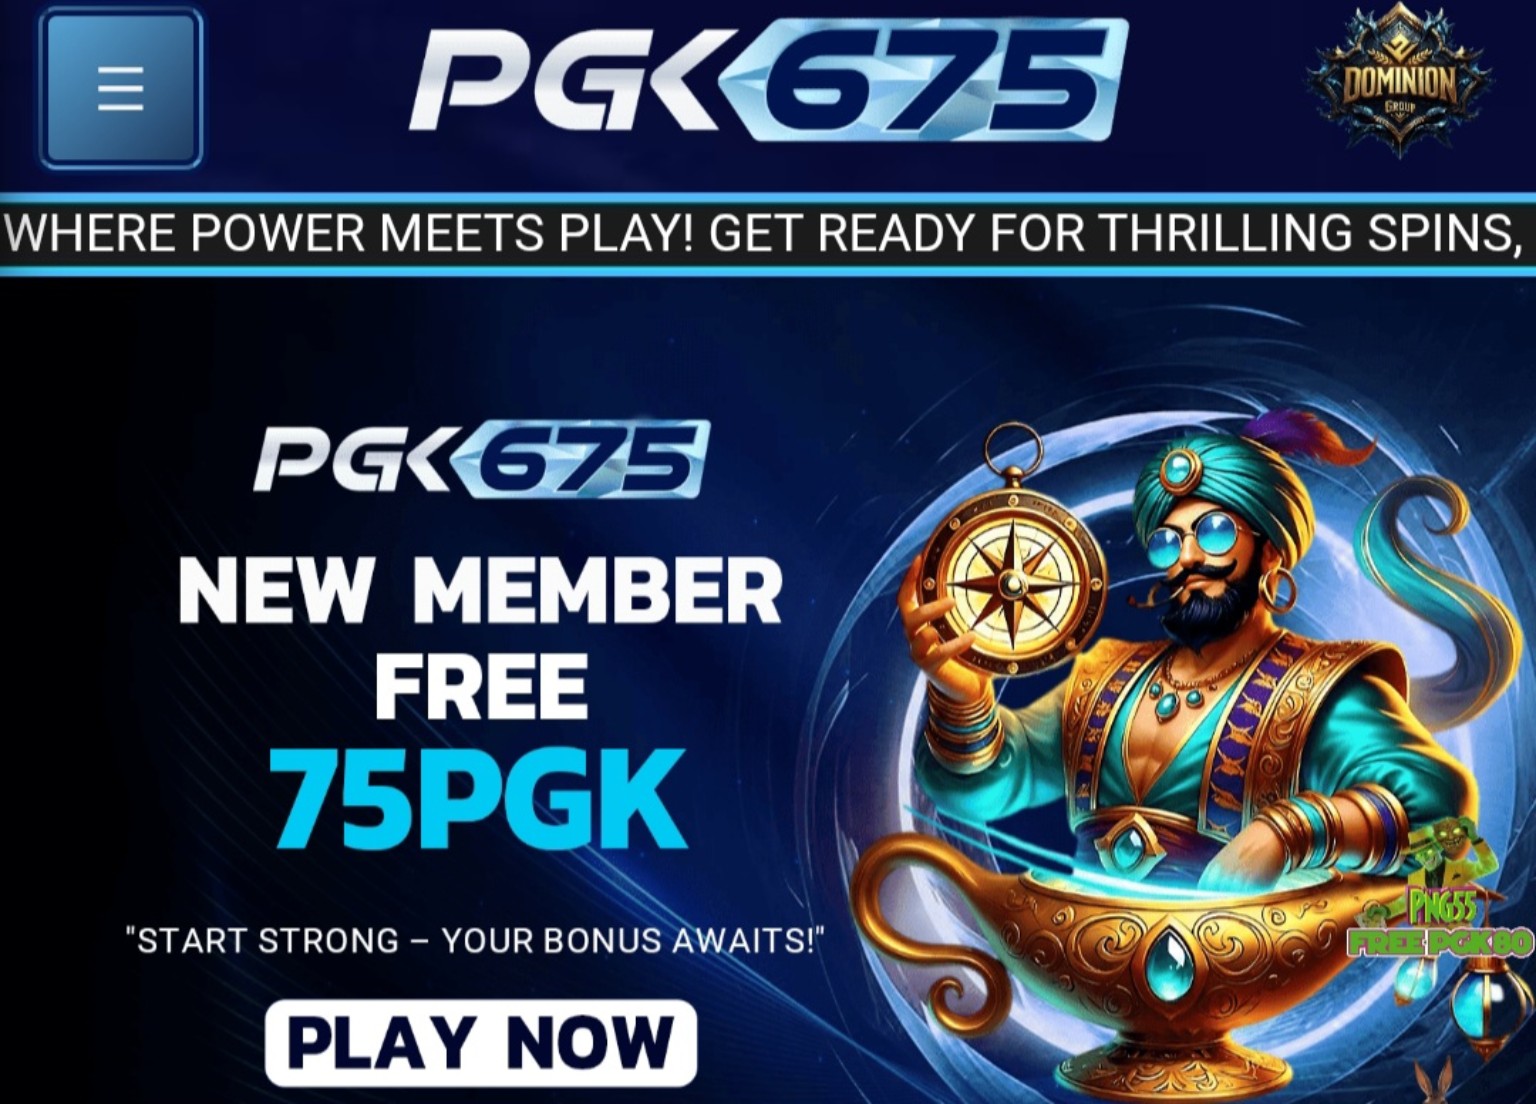 PGK675
DOMINION
GROUP
WHERE POWER MEETS PLAY! GET READY FOR THRILLING SPINS,
PGK675
NEW MEMBER
FREE
75PGK
"START STRONG – YOUR BONUS AWAITS!"
PLAY NOW
PNG55
FREE PGK80